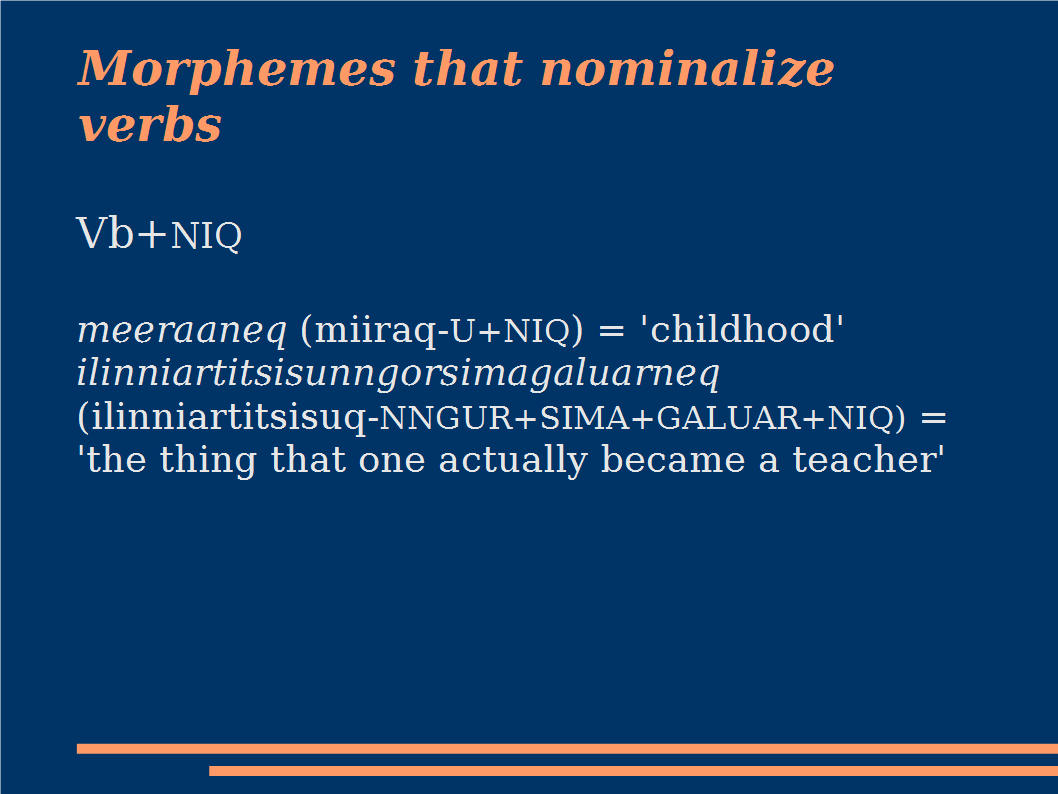 Morphemes that nominalize
verbs
Vb+NIQ
meeraaneq (miiraq-U+NIQ) = 'childhood'
ilinniartitsisunngorsimagaluarneq
(ilinniartitsisuq-NNGUR+SIMA+GALUAR+NIQ) =
'the thing that one actually became a teacher'